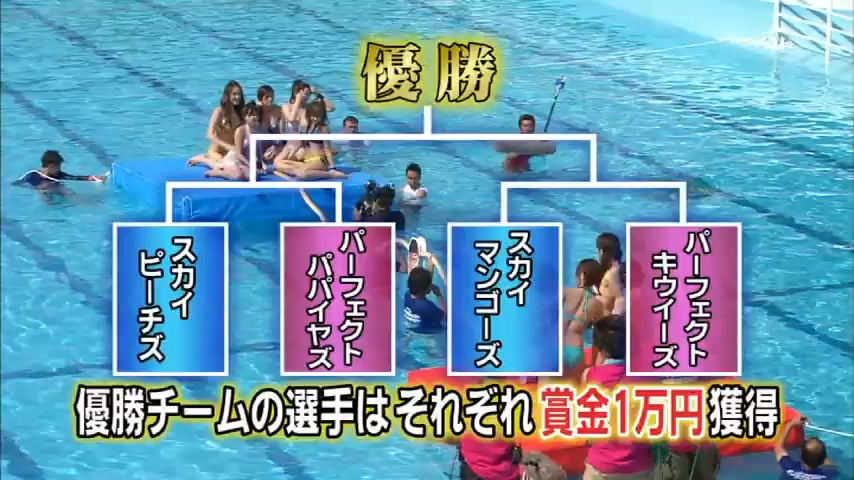 優勝
スカイ
ピーチズ
パーフェクト
パパイヤズ
スカイ
マンゴーズ
パーフェクト
キウイーズ
優勝チームの選手はそれぞれ賞金1万円獲得